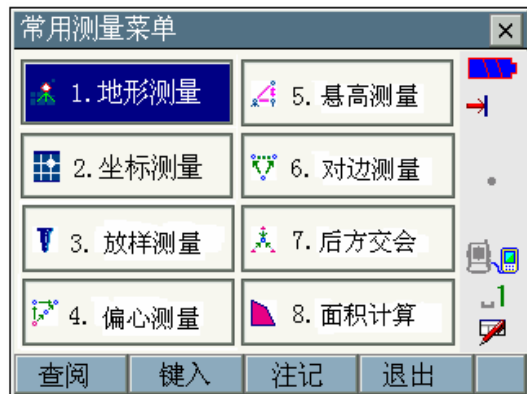 常用测量菜单
1.地形测量
2.坐标测量
3. 放样测量
4. 偏心测量
5. 悬高测量
6. 对边测量
7. 后方交会
8. 面积计算
1
查阅 键入 注记 退出